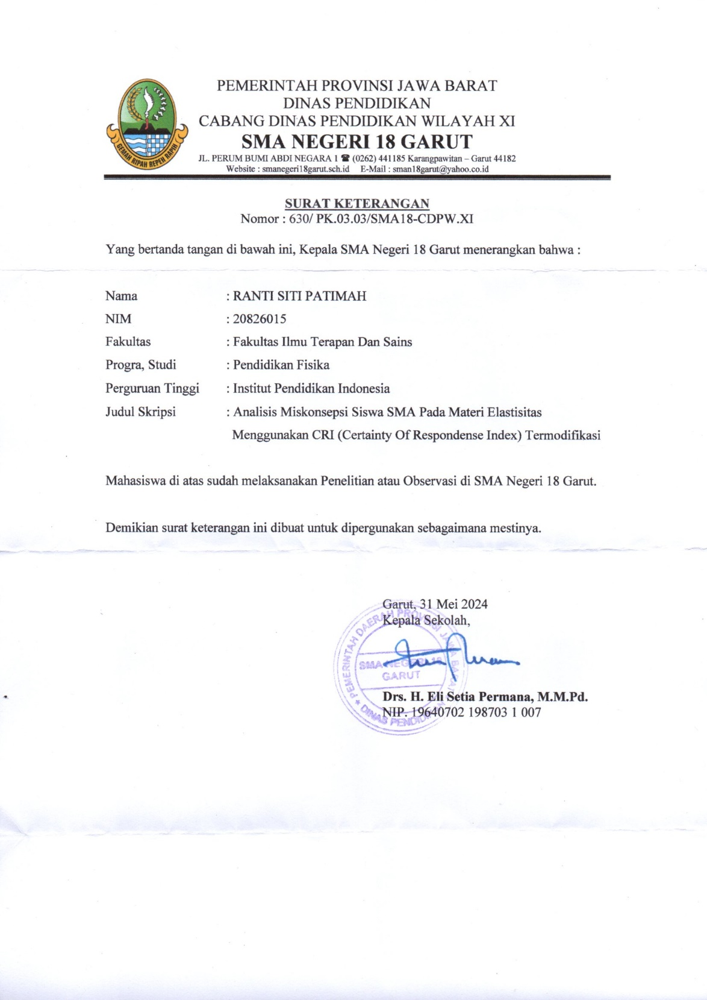 PEMERINTAH PROVINSI JAWA BARAT
DINAS PENDIDIKAN
CABANG DINAS PENDIDIKAN WILAYAH XI
SMA NEGERI 18 GARUT
JL. PERUM BUMI ABDI NEGARA 1 ☎ (0262) 441185 Karangpawitan – Garut 44182
Website : smanegeri18garut.sch.id E-Mail : sman18garut@yahoo.co.id
GEMAH RIPAH REPEH RAPIH
SURAT KETERANGAN
Nomor : 630/ PK.03.03/SMA18-CDPW.XI
Yang bertanda tangan di bawah ini, Kepala SMA Negeri 18 Garut menerangkan bahwa :
Nama : RANTI SITI PATIMAH
NIM : 20826015
Fakultas : Fakultas Ilmu Terapan Dan Sains
Progra, Studi : Pendidikan Fisika
Perguruan Tinggi : Institut Pendidikan Indonesia
Judul Skripsi : Analisis Miskonsepsi Siswa SMA Pada Materi Elastisitas
Menggunakan CRI (Certainty Of Respondense Index) Termodifikasi
Mahasiswa di atas sudah melaksanakan Penelitian atau Observasi di SMA Negeri 18 Garut.
Demikian surat keterangan ini dibuat untuk dipergunakan sebagaimana mestinya.
Garut, 31 Mei 2024
Kepala Sekolah,
PEMERINTAH DAERAH PROVINSI JAWA BARAT
SMA NEGERI 18
GARUT
DINAS PENDIDIKAN
Drs. H. Eli Setia Permana, M.M.Pd.
NIP. 19640702 198703 1 007